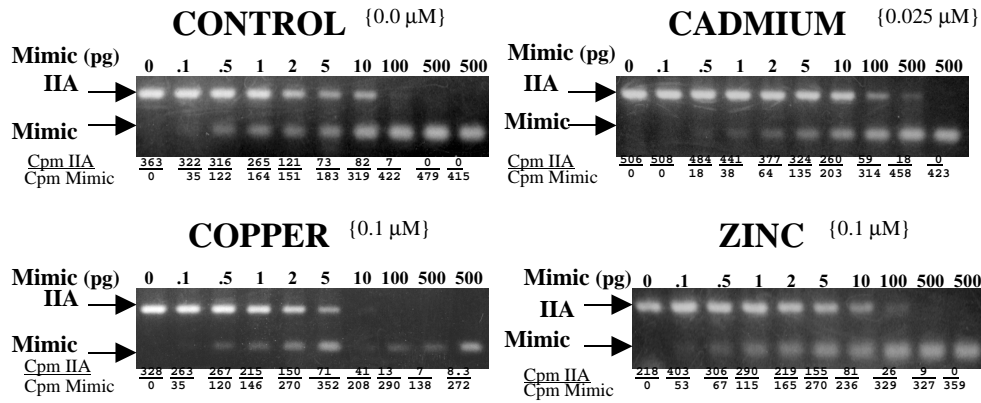 CONTROL {0.0 µM}
Mimic (pg) 0 .1 .5 1 2 5 10 100 500 500
IIA
Mimic
Cpm IIA 363 322 316 265 121 73 82 7 0 0
Cpm Mimic 0 35 122 164 151 183 319 422 479 415
CADMIUM {0.025 µM}
Mimic (pg) 0 0.1 .5 1 2 5 10 100 500 500
IIA
Mimic
Cpm IIA 506 508 484 441 377 324 260 59 18 0
Cpm Mimic 0 0 18 38 64 135 203 314 458 423
COPPER {0.1 µM}
Mimic (pg) 0 .1 .5 1 2 5 10 100 500 500
IIA
Mimic
Cpm IIA 328 263 267 215 150 71 41 13 7 8.3
Cpm Mimic 0 35 120 146 270 352 208 290 138 272
ZINC {0.1 µM}
Mimic (pg) 0 .1 .5 1 2 5 10 100 500 500
IIA
Mimic
Cpm IIA 218 403 306 290 219 155 81 26 9 0
Cpm Mimic 0 53 67 115 165 270 236 329 327 359